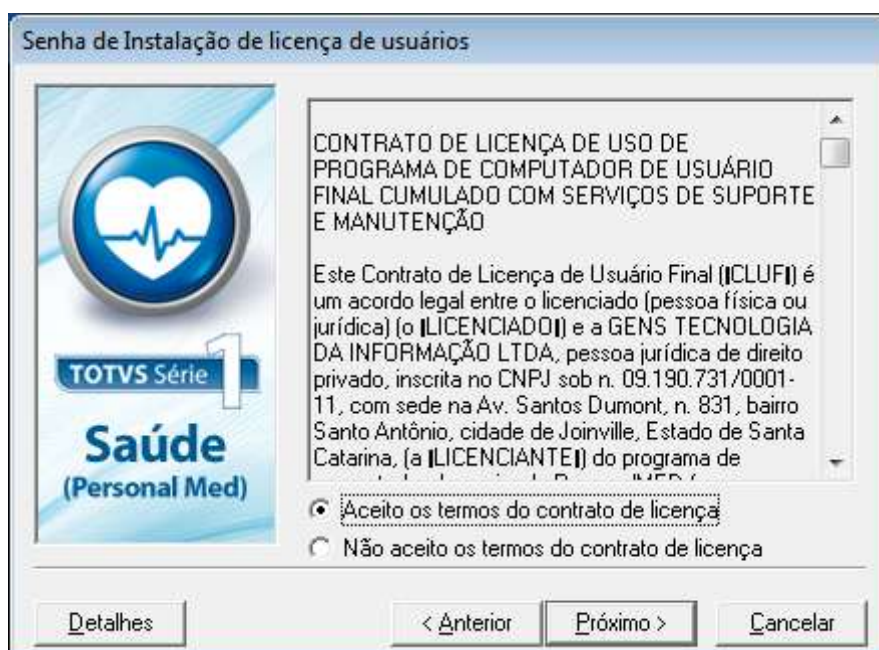 Senha de Instalação de licença de usuários
CONTRATO DE LICENÇA DE USO DE
PROGRAMA DE COMPUTADOR DE USUÁRIO
FINAL CUMULADO COM SERVIÇOS DE SUPORTE
E MANUTENÇÃO
Este Contrato de Licença de Usuário Final (|CLUF|) é
um acordo legal entre o licenciado (pessoa física ou
jurídica) (o |LICENCIADO|) e a GENS TECNOLOGIA
DA INFORMAÇÃO LTDA, pessoa jurídica de direito
privado, inscrita no CNPJ sob n. 09.190.731/0001-
11, com sede na Av. Santos Dumont, n. 831, bairro
Santo Antônio, cidade de Joinville, Estado de Santa
Catarina, (a |LICENCIANTE|) do programa de
TOTVS Série 1
Saúde
(Personal Med)
Aceito os termos do contrato de licença
Não aceito os termos do contrato de licença
Detalhes
< Anterior
Próximo >
Cancelar